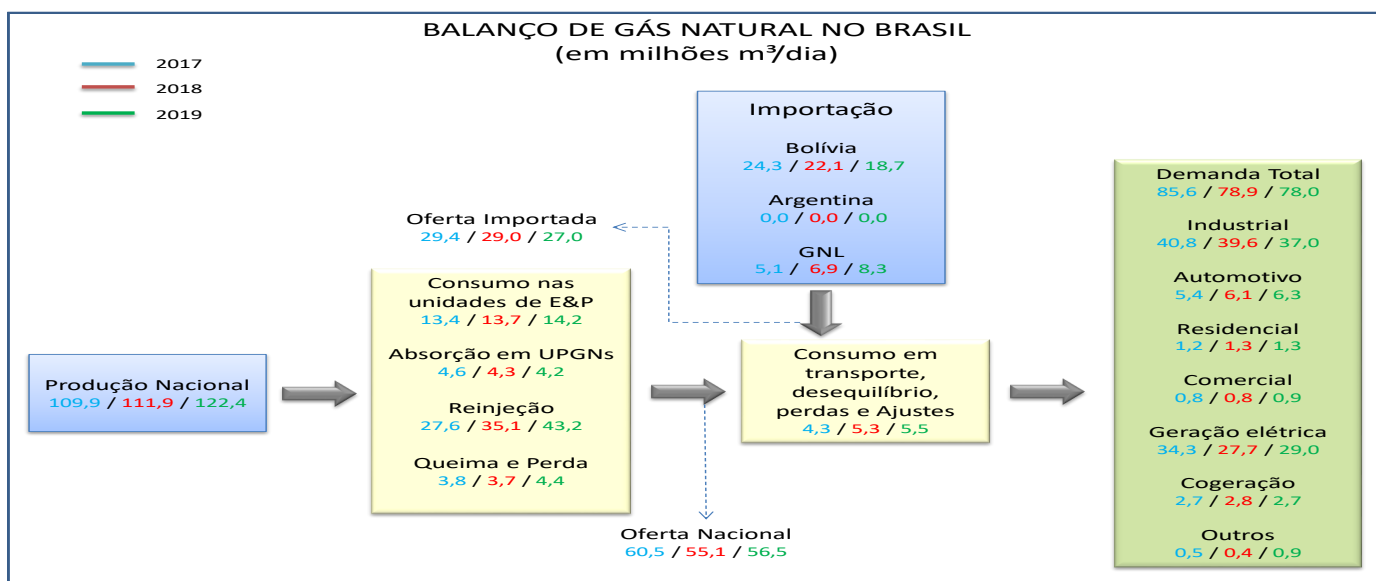 BALANÇO DE GÁS NATURAL NO BRASIL
(em milhões m³/dia)
2017
2018
2019
Importação
Bolívia
24,3 / 22,1 / 18,7
Argentina
0,0 / 0,0 / 0,0
GNL
5,1 / 6,9 / 8,3
Oferta Importada
29,4 / 29,0 / 27,0
Produção Nacional
109,9 / 111,9 / 122,4
Consumo nas
unidades de E&P
13,4 / 13,7 / 14,2
Absorção em UPGNs
4,6 / 4,3 / 4,2
Reinjeção
27,6 / 35,1 / 43,2
Queima e Perda
3,8 / 3,7 / 4,4
Oferta Nacional
60,5 / 55,1 / 56,5
Consumo em
transporte,
desequilíbrio,
perdas e Ajustes
4,3 / 5,3 / 5,5
Demanda Total
85,6 / 78,9 / 78,0
Industrial
40,8 / 39,6 / 37,0
Automotivo
5,4 / 6,1 / 6,3
Residencial
1,2 / 1,3 / 1,3
Comercial
0,8 / 0,8 / 0,9
Geração elétrica
34,3 / 27,7 / 29,0
Cogeração
2,7 / 2,8 / 2,7
Outros
0,5 / 0,4 / 0,9